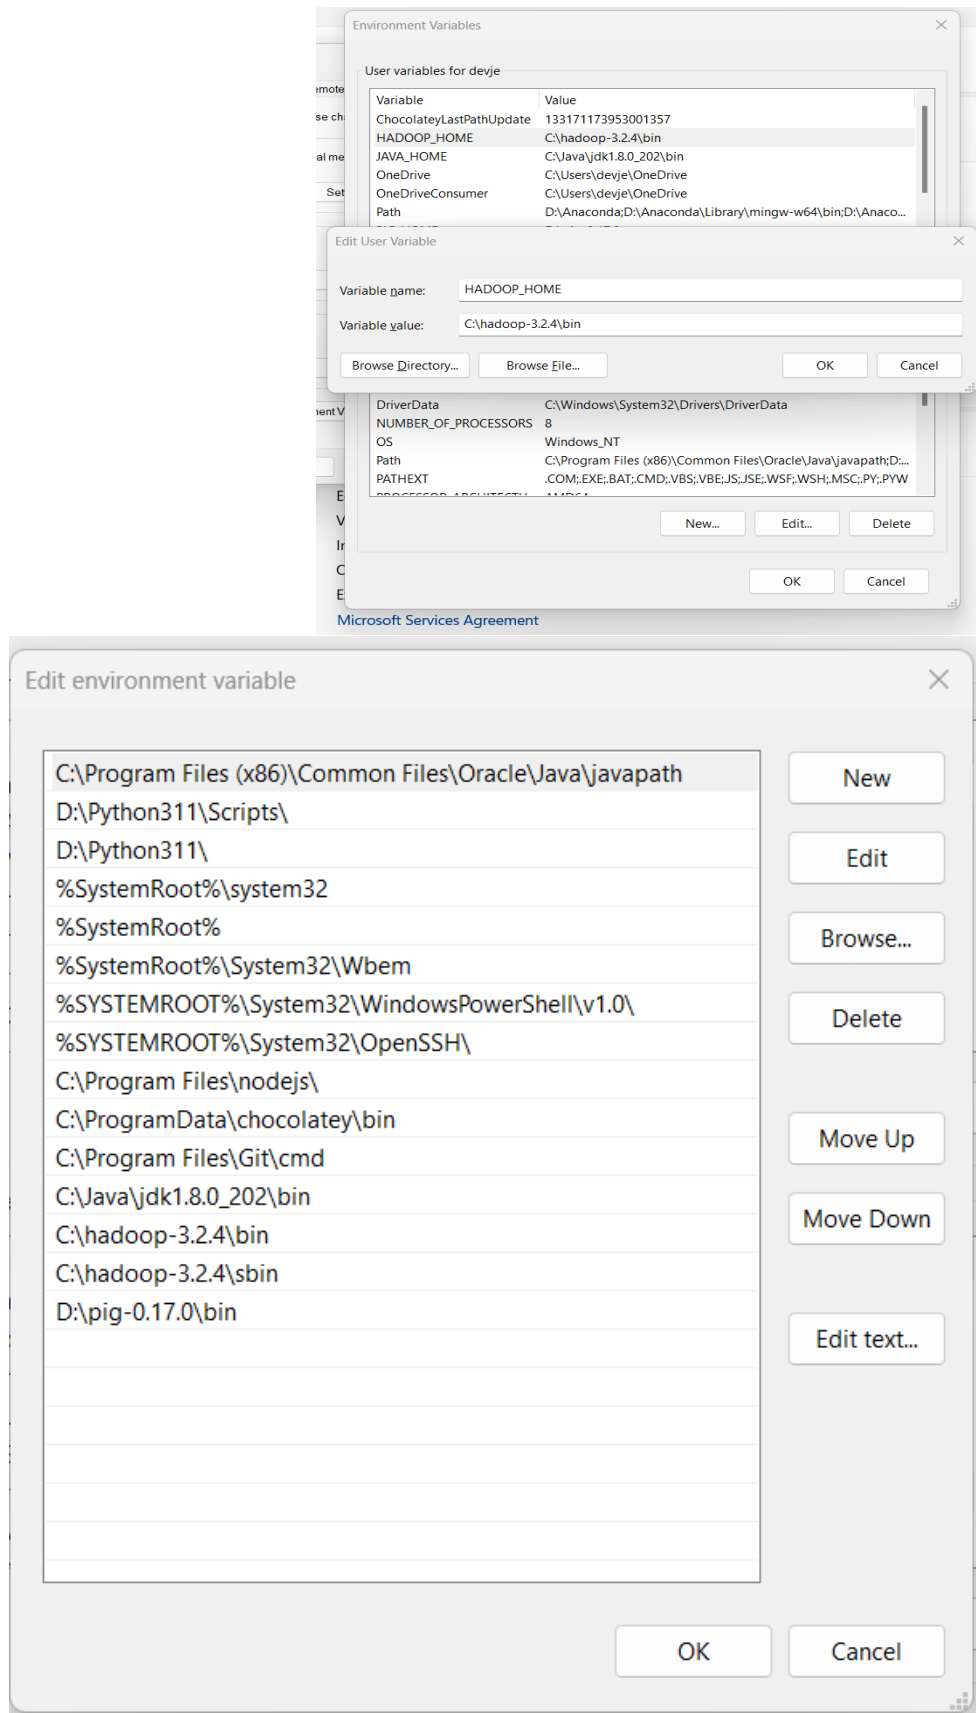 Environment Variables
User variables for devje
Variable Value
ChocolateyLastPathUpdate 133171173953001357
HADOOP_HOME C:\hadoop-3.2.4\bin
JAVA_HOME C:\Java\jdk1.8.0_202\bin
OneDrive C:\Users\devje\OneDrive
OneDriveConsumer C:\Users\devje\OneDrive
Path D:\Anaconda;D:\Anaconda\Library\mingw-w64\bin;D:\Anaco...
emote
se ch
al me
Set
Edit User Variable
Variable name: HADOOP_HOME
Variable value: C:\hadoop-3.2.4\bin
Browse Directory... Browse File... OK Cancel
DriverData C:\Windows\System32\Drivers\DriverData
NUMBER_OF_PROCESSORS 8
OS Windows_NT
Path C:\Program Files (x86)\Common Files\Oracle\Java\javapath;D:...
PATHEXT .COM;.EXE;.BAT;.CMD;.VBS;.VBE;.JS;.JSE;.WSF;.WSH;.MSC;.PY;.PYW
New... Edit... Delete
OK Cancel
Microsoft Services Agreement
Edit environment variable
C:\Program Files (x86)\Common Files\Oracle\Java\javapath
D:\Python311\Scripts\
D:\Python311\
%SystemRoot%\system32
%SystemRoot%
%SystemRoot%\System32\Wbem
%SYSTEMROOT%\System32\WindowsPowerShell\v1.0\
%SYSTEMROOT%\System32\OpenSSH\
C:\Program Files\nodejs\
C:\ProgramData\chocolatey\bin
C:\Program Files\Git\cmd
C:\Java\jdk1.8.0_202\bin
C:\hadoop-3.2.4\bin
C:\hadoop-3.2.4\sbin
D:\pig-0.17.0\bin
New
Edit
Browse...
Delete
Move Up
Move Down
Edit text...
OK Cancel